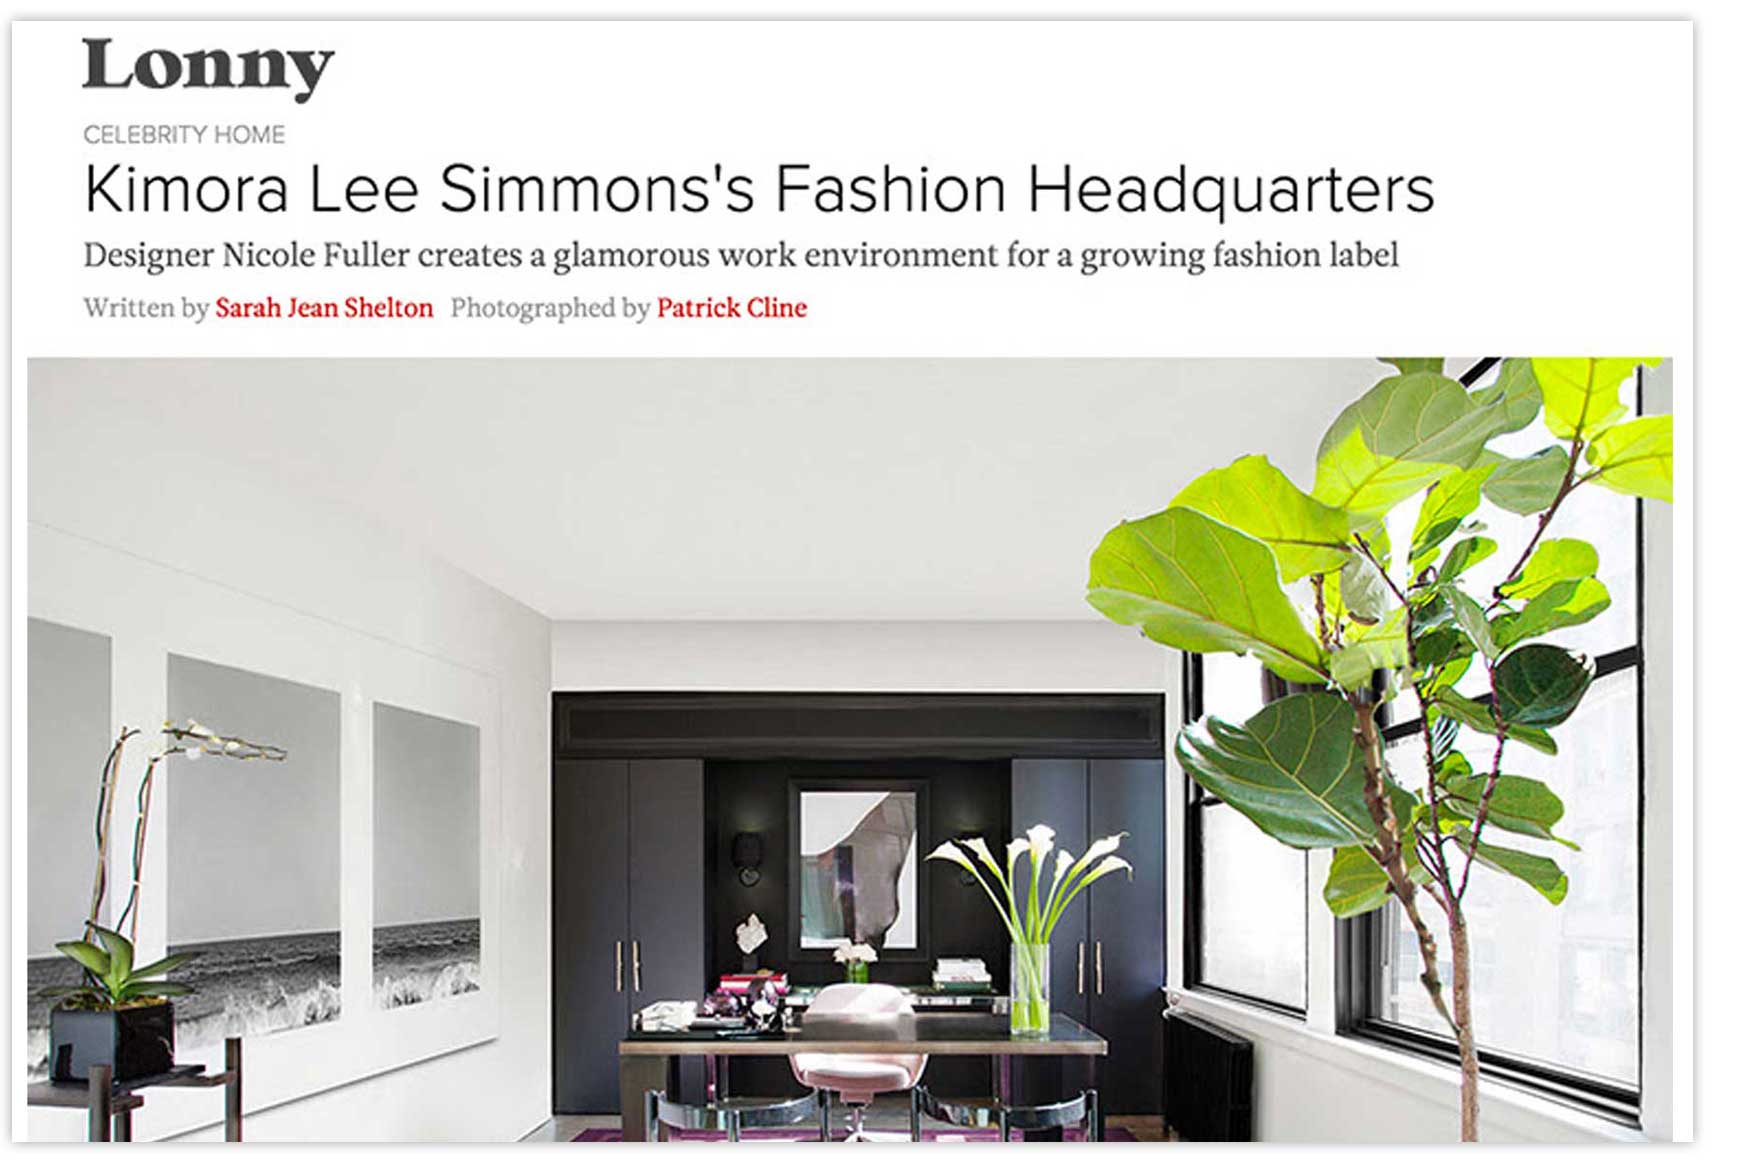 Lonny
CELEBRITY HOME
Kimora Lee Simmons's Fashion Headquarters
Designer Nicole Fuller creates a glamorous work environment for a growing fashion label
Written by Sarah Jean Shelton Photographed by Patrick Cline